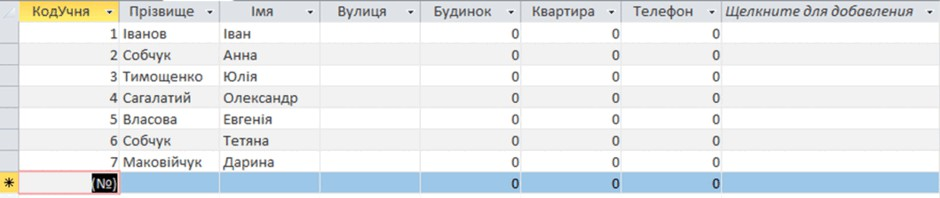 КодУчня Прізвище Імя Вулиця Будинок Квартира Телефон Щелкните для добавления
1 Іванов Іван 0 0 0
2 Собчук Анна 0 0 0
3 Тимощенко Юлія 0 0 0
4 Сагалатий Олександр 0 0 0
5 Власова Евгенія 0 0 0
6 Собчук Тетяна 0 0 0
7 Маковійчук Дарина 0 0 0
(№) 0 0 0